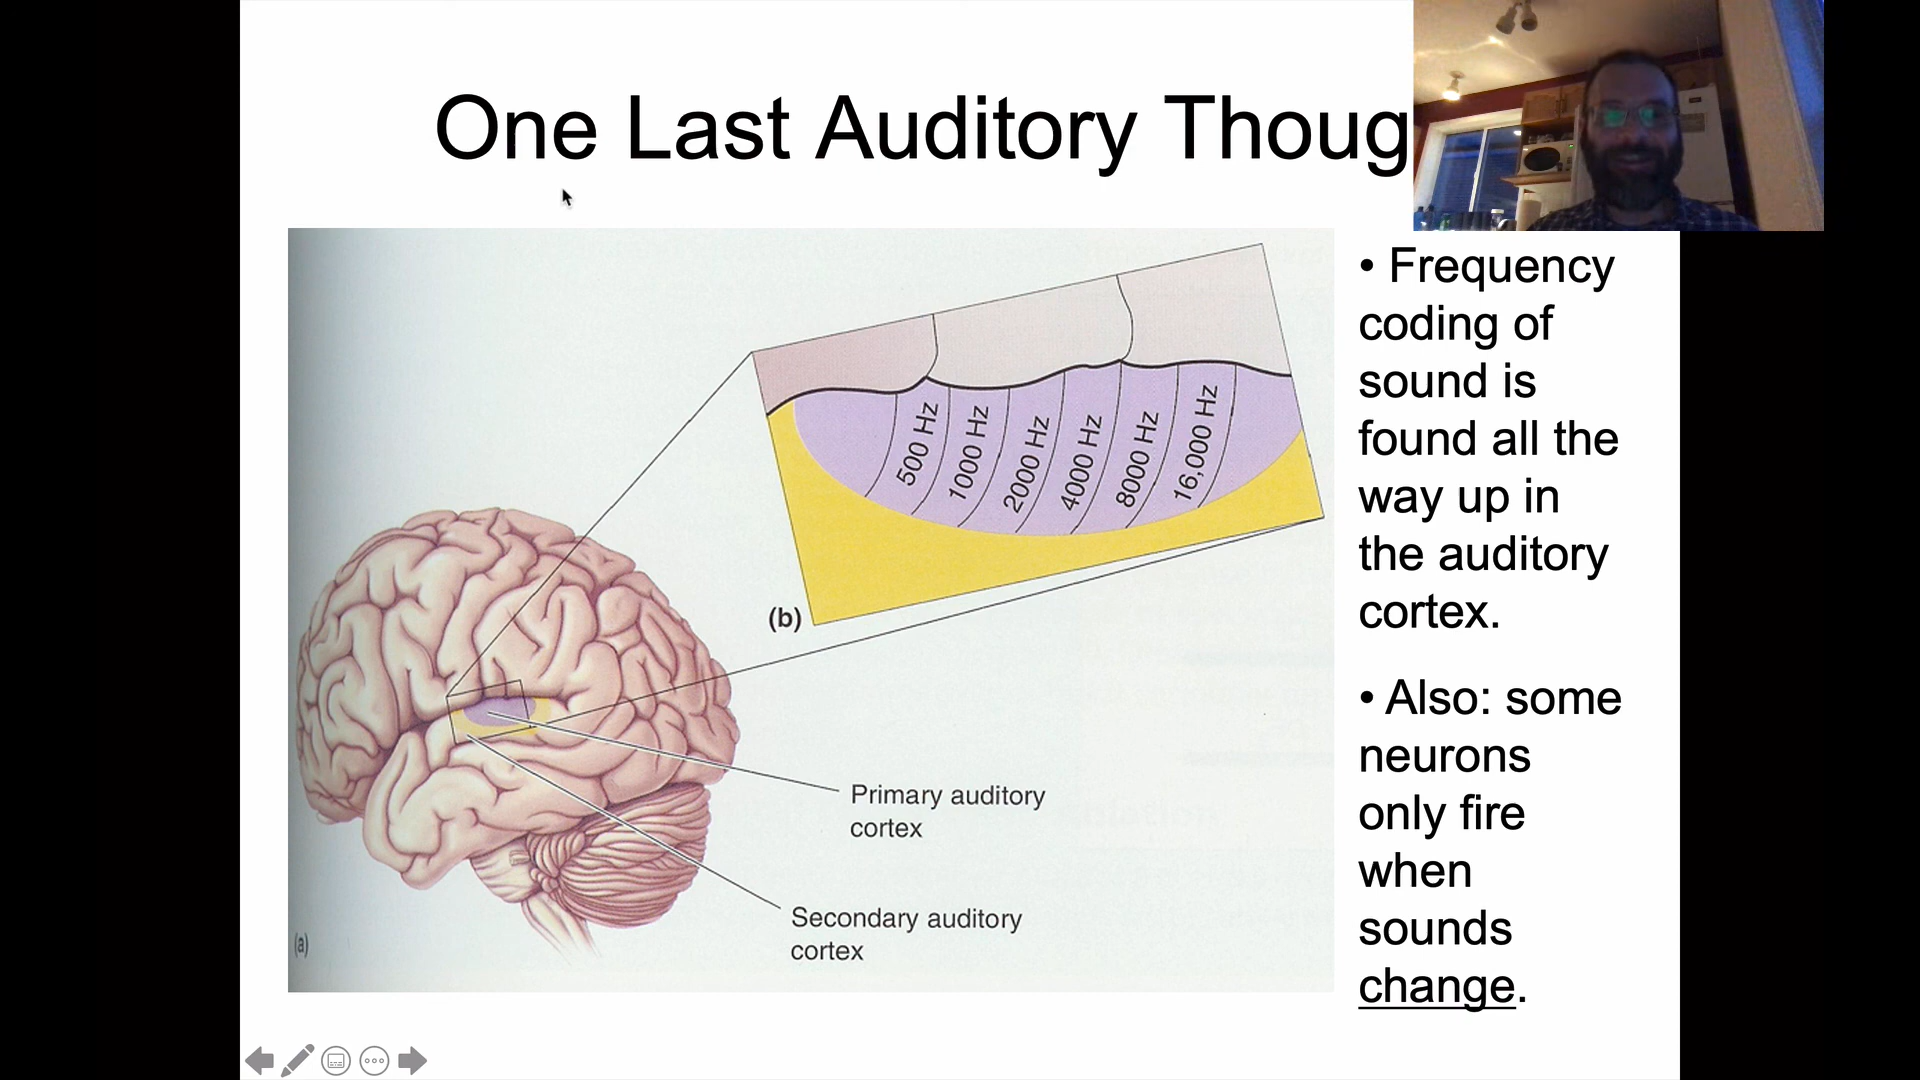 One Last Auditory Thoug
• Frequency
coding of
sound is
found all the
way up in
the auditory
cortex.
• Also: some
neurons
only fire
when
sounds
change.
500 Hz
1000 Hz
2000 Hz
4000 Hz
8000 Hz
16,000 Hz
(b)
Primary auditory
cortex
Secondary auditory
cortex
(a)